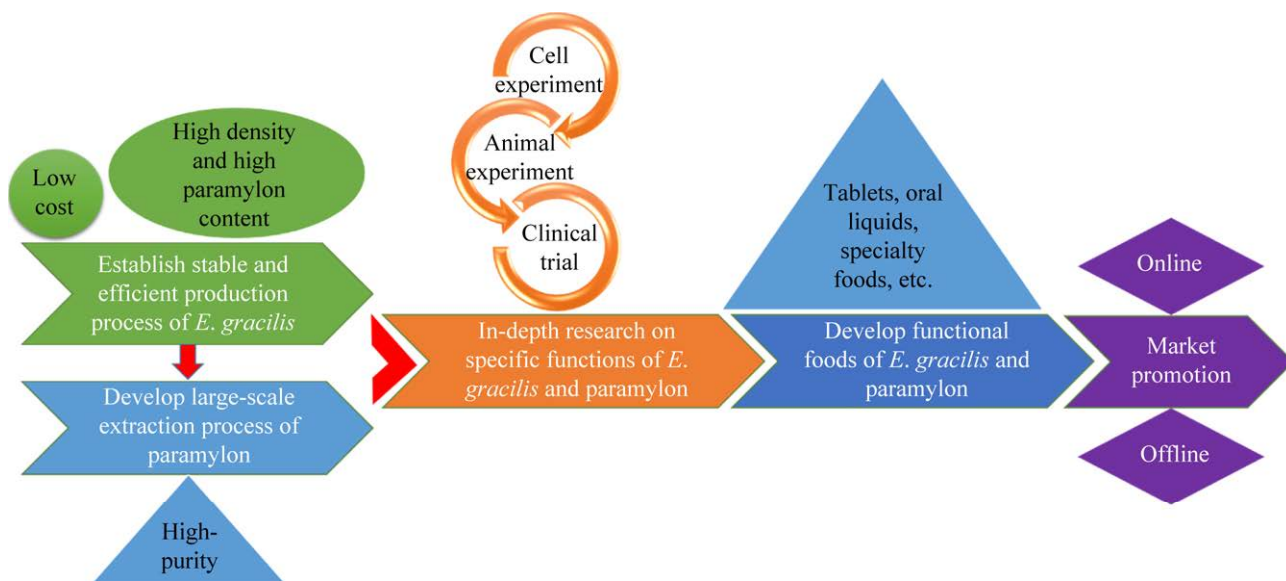 Low
cost
High density
and high
paramylon
content
Establish stable and
efficient production
process of E. gracilis
Develop large-scale
extraction process of
paramylon
High-
purity
Cell
experiment
Animal
experiment
Clinical
trial
In-depth research on
specific functions of E.
gracilis and paramylon
Tablets, oral
liquids,
specialty
foods, etc.
Develop functional
foods of E. gracilis and
paramylon
Online
Market
promotion
Offline